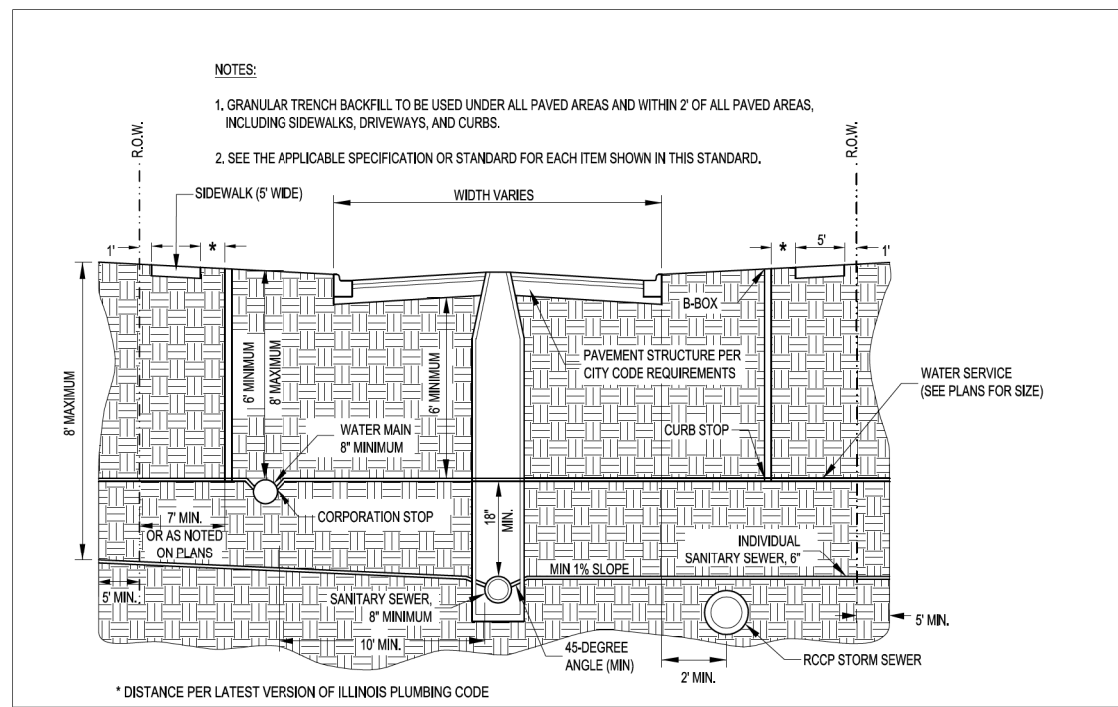 NOTES:
1. GRANULAR TRENCH BACKFILL TO BE USED UNDER ALL PAVED AREAS AND WITHIN 2' OF ALL PAVED AREAS,
INCLUDING SIDEWALKS, DRIVEWAYS, AND CURBS.
2. SEE THE APPLICABLE SPECIFICATION OR STANDARD FOR EACH ITEM SHOWN IN THIS STANDARD.
R.O.W.
R.O.W.
SIDEWALK (5' WIDE)
WIDTH VARIES
1'
*
*
5'
1'
B-BOX
8' MAXIMUM
6' MINIMUM
8' MAXIMUM
6' MINIMUM
PAVEMENT STRUCTURE PER
CITY CODE REQUIREMENTS
WATER SERVICE
(SEE PLANS FOR SIZE)
WATER MAIN
8" MINIMUM
CURB STOP
CORPORATION STOP
18"
MIN.
7' MIN.
OR AS NOTED
ON PLANS
INDIVIDUAL
SANITARY SEWER, 6"
MIN 1% SLOPE
5' MIN.
SANITARY SEWER,
8" MINIMUM
5' MIN.
10' MIN.
45-DEGREE
ANGLE (MIN)
2' MIN.
RCCP STORM SEWER
* DISTANCE PER LATEST VERSION OF ILLINOIS PLUMBING CODE